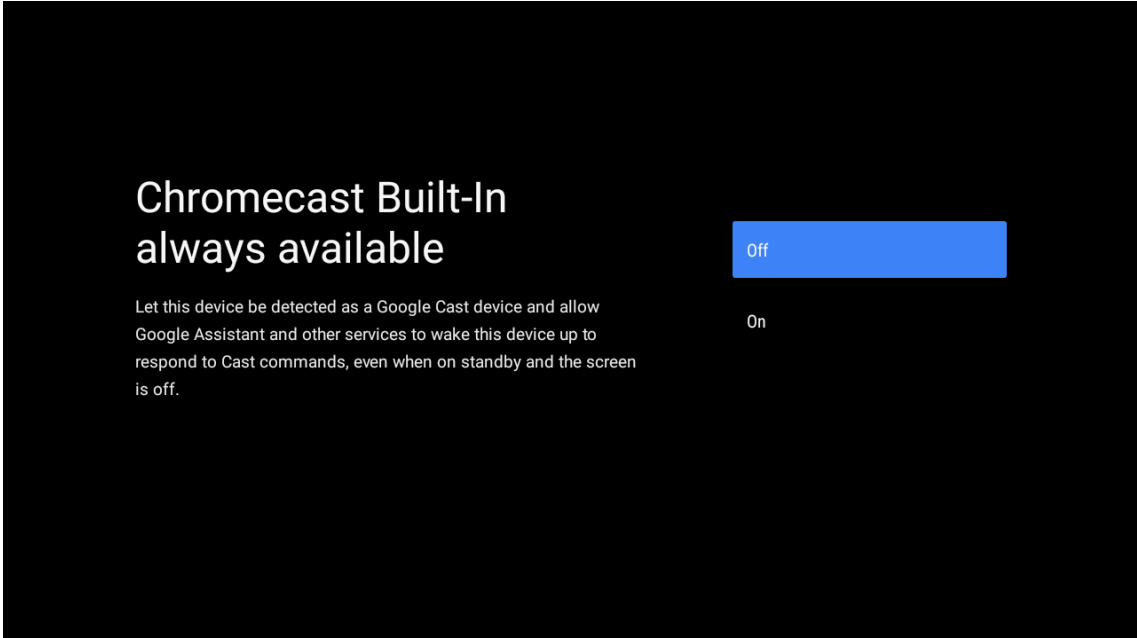 Chromecast Built-In
always available
Let this device be detected as a Google Cast device and allow
Google Assistant and other services to wake this device up to
respond to Cast commands, even when on standby and the screen
is off.
Off
On